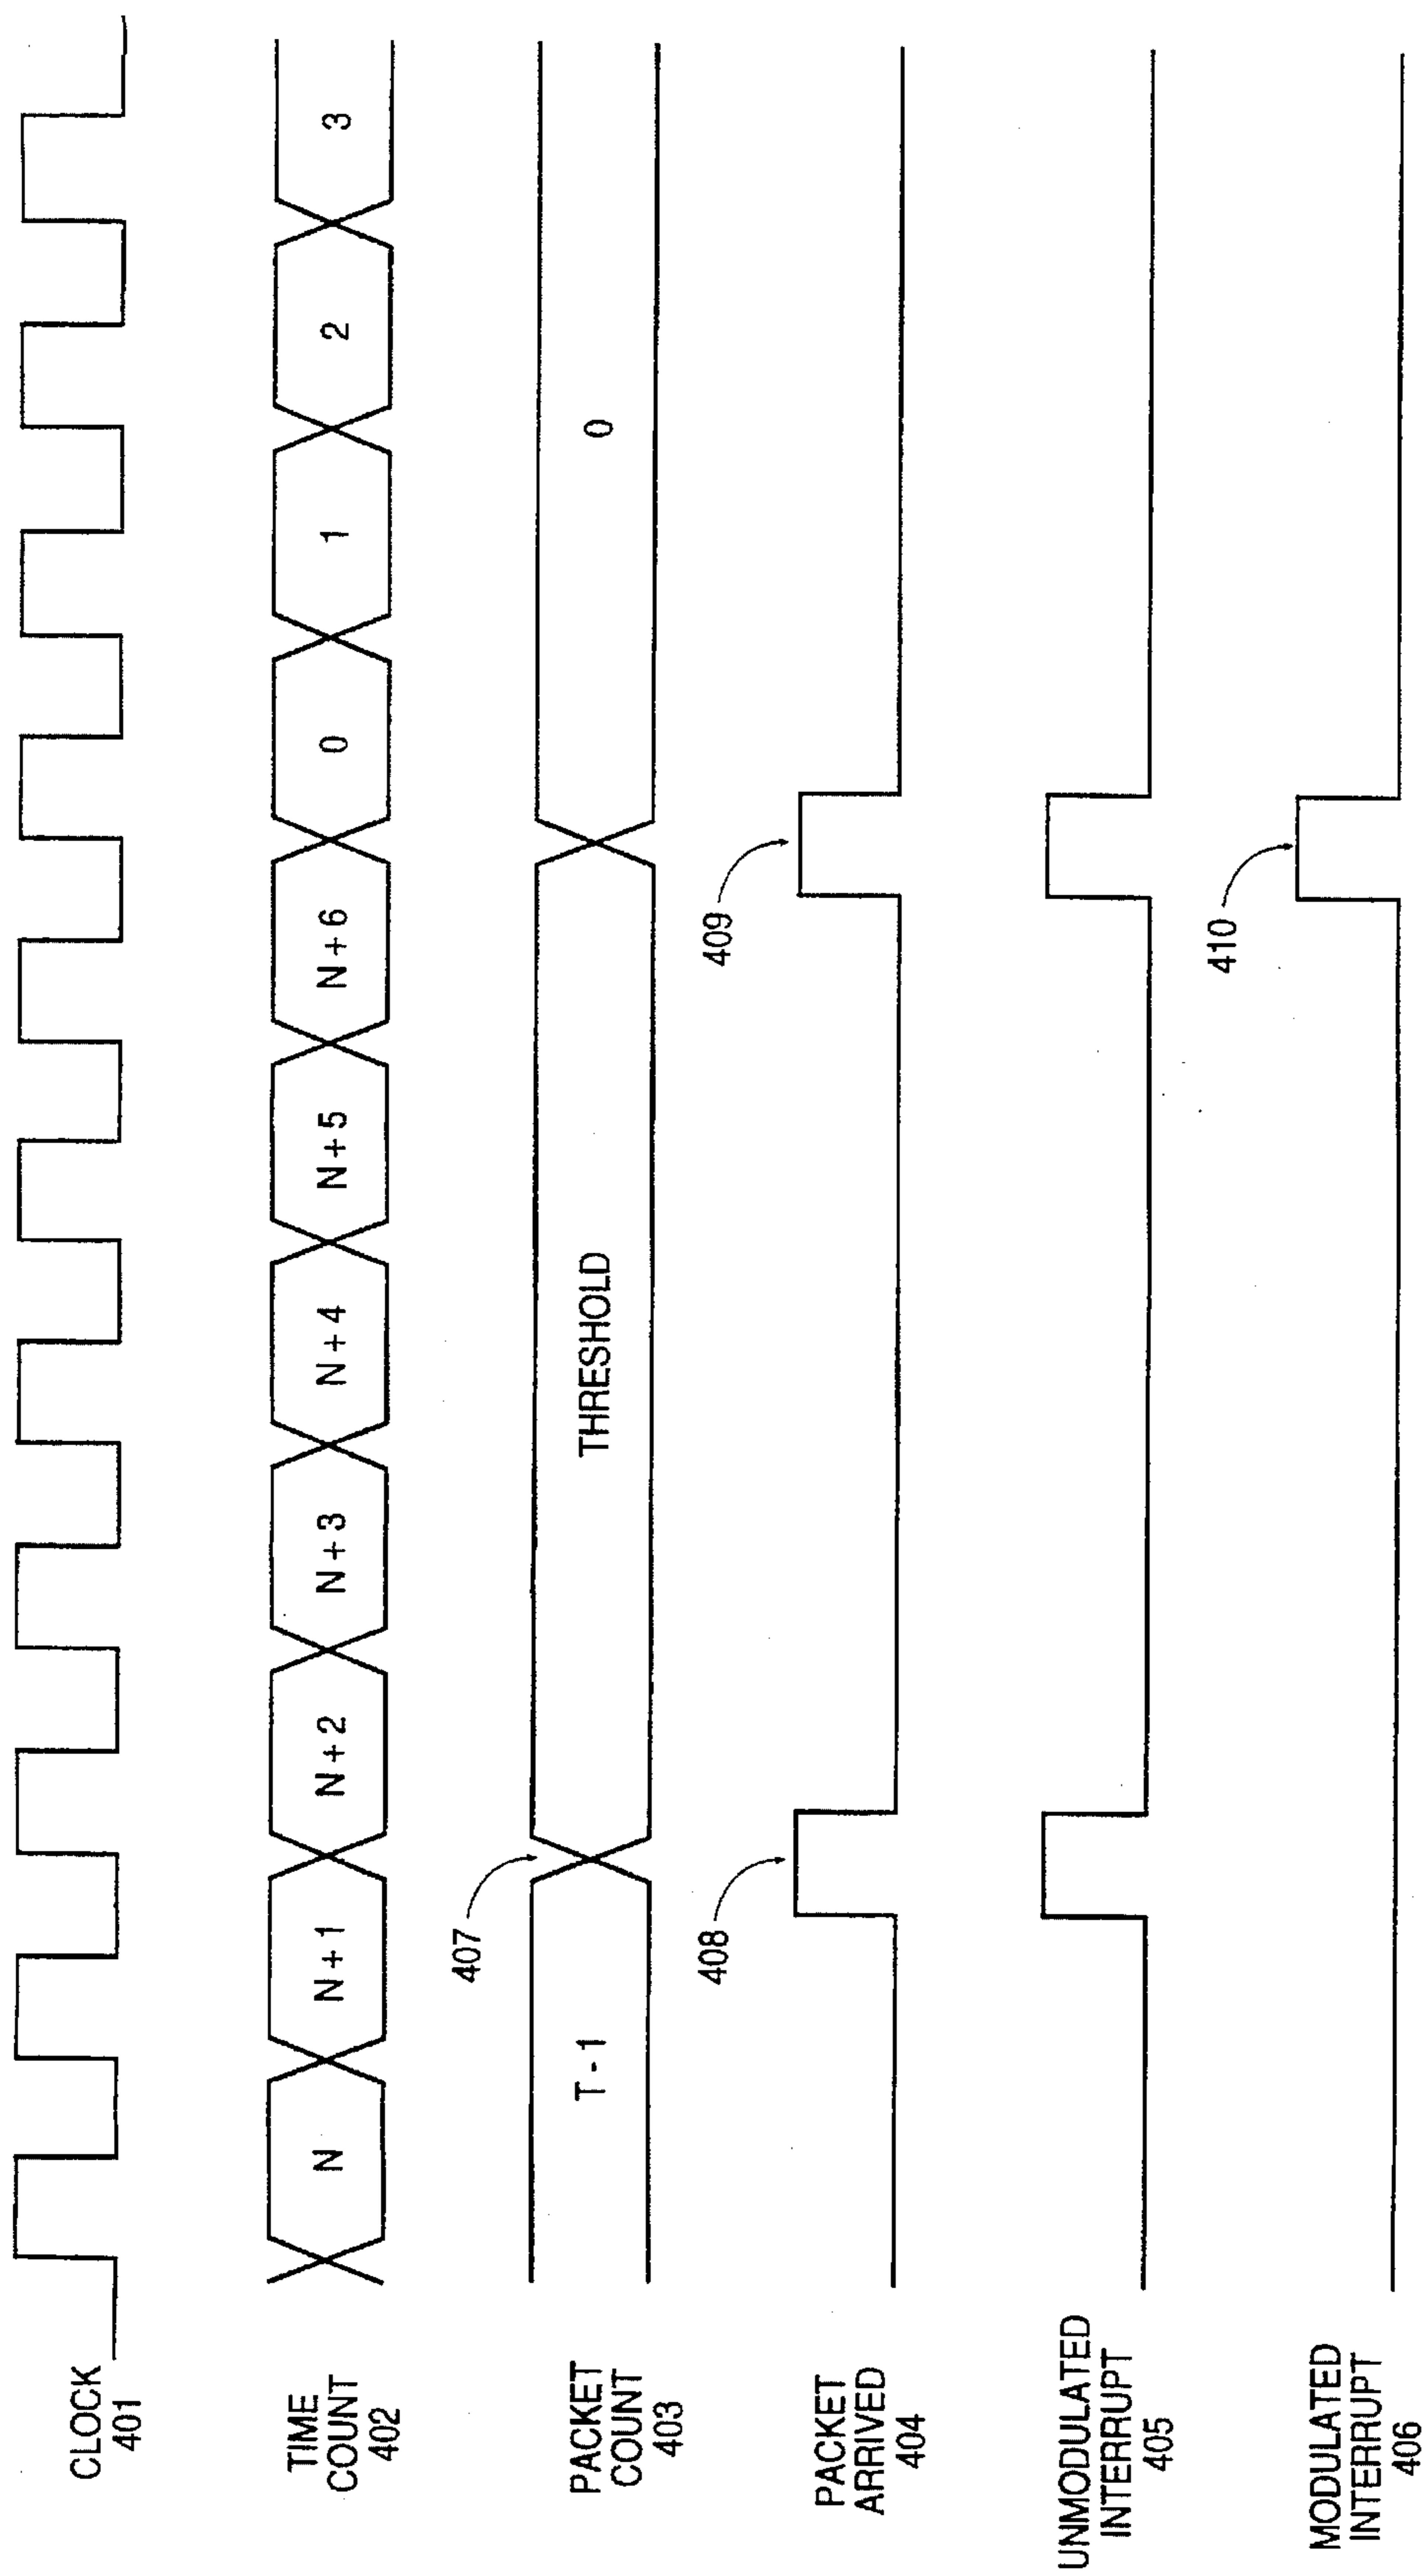 CLOCK
401
TIME
COUNT
402
N
N+1
N+2
N+3
N+4
N+5
N+6
0
1
2
3
PACKET
COUNT
403
T-1
407
THRESHOLD
0
PACKET
ARRIVED
404
408
409
UNMODULATED
INTERRUPT
405
MODULATED
INTERRUPT
406
410